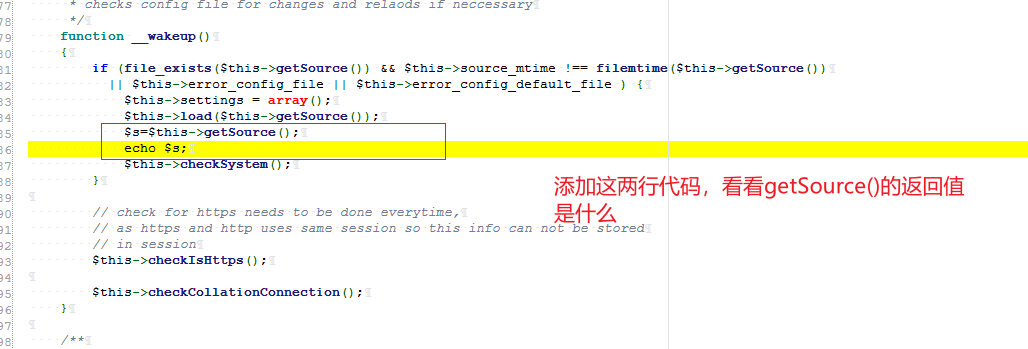 77 * checks config file for changes and relaods if neccessary¶
78 */¶
79 function __wakeup()¶
80 {¶
81 if (file_exists($this->getSource()) && $this->source_mtime !== filemtime($this->getSource())¶
82 || $this->error_config_file || $this->error_config_default_file ) {¶
83 $this->settings = array();¶
84 $this->load($this->getSource());¶
85 $s=$this->getSource();¶
86 echo $s;¶
87 $this->checkSystem();¶
88 }¶
89 ¶
90 // check for https needs to be done everytime,¶
91 // as https and http uses same session so this info can not be stored¶
92 // in session¶
93 $this->checkIsHttps();¶
94 ¶
95 $this->checkCollationConnection();¶
96 }¶
97 ¶
98 /**¶
添加这两行代码，看看getSource()的返回值
是什么